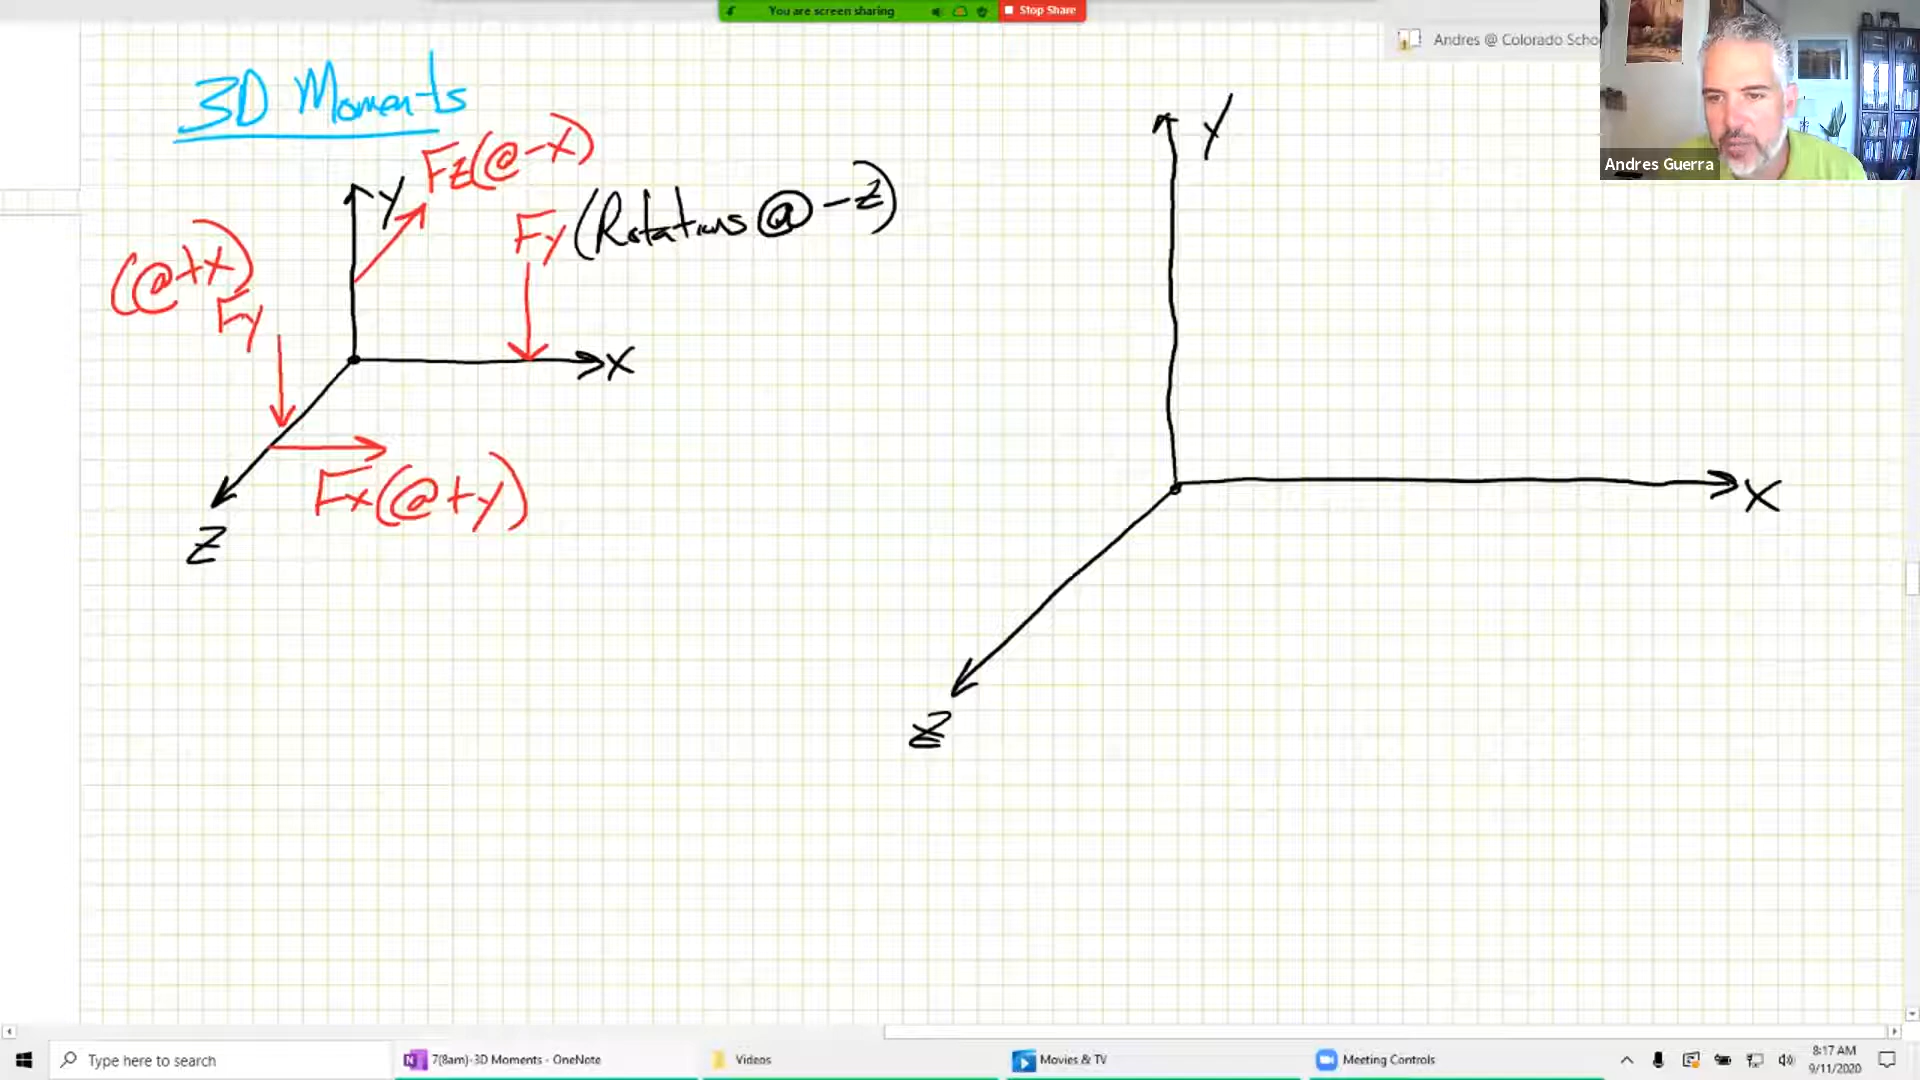 You are screen sharing
Stop Share
Andres @ Colorado Scho
Andres Guerra
3D Moments
Y
Fz(@-x)
Fy (Rotations @ -z)
(@+x)
Fy
X
Fx(@+y)
Z
Y
X
Z
Type here to search
7(8am)-3D Moments - OneNote
Videos
Movies & TV
Meeting Controls
8:17 AM
9/11/2020